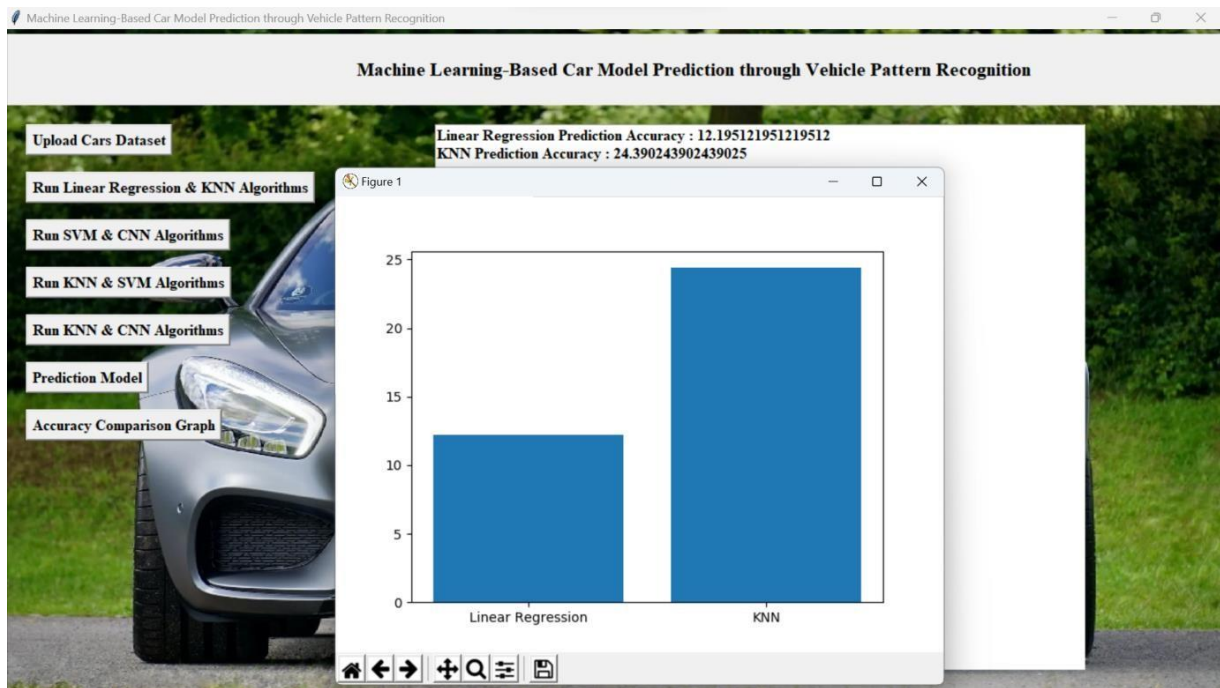 Machine Learning-Based Car Model Prediction through Vehicle Pattern Recognition
Machine Learning-Based Car Model Prediction through Vehicle Pattern Recognition
Upload Cars Dataset
Run Linear Regression & KNN Algorithms
Run SVM & CNN Algorithms
Run KNN & SVM Algorithms
Run KNN & CNN Algorithms
Prediction Model
Accuracy Comparison Graph
Linear Regression Prediction Accuracy : 12.195121951219512
KNN Prediction Accuracy : 24.390243902439025
Figure 1
25
20
15
10
5
0
Linear Regression
KNN